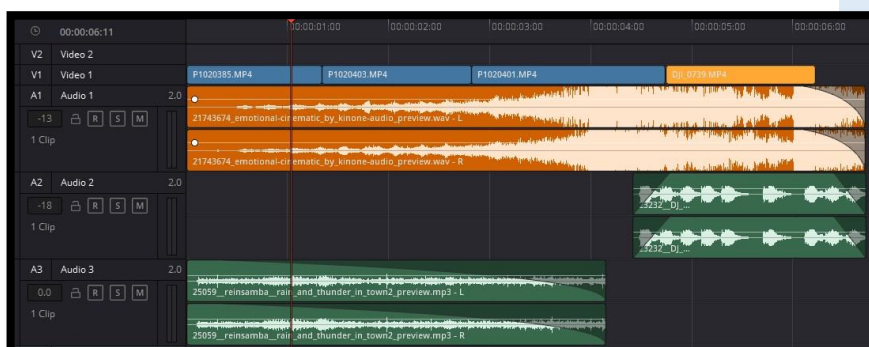 00:00:06:11 00:00:01:00 00:00:02:00 00:00:03:00 00:00:04:00 00:00:05:00 00:00:06:00
V2 Video 2
V1 Video 1 P1020385.MP4 P1020403.MP4 P1020401.MP4 DJI_0739.MP4
A1 Audio 1 2.0
-13 R S M 21743674_emotional-cinematic_by_kinone-audio_preview.wav - L
1 Clip
21743674_emotional-cinematic_by_kinone-audio_preview.wav - R
A2 Audio 2 2.0
-18 R S M
1 Clip
A3 Audio 3 2.0
0.0 R S M 25059__reinsamba__rain_and_thunder_in_town2_preview.mp3 - L
1 Clip
25059__reinsamba__rain_and_thunder_in_town2_preview.mp3 - R